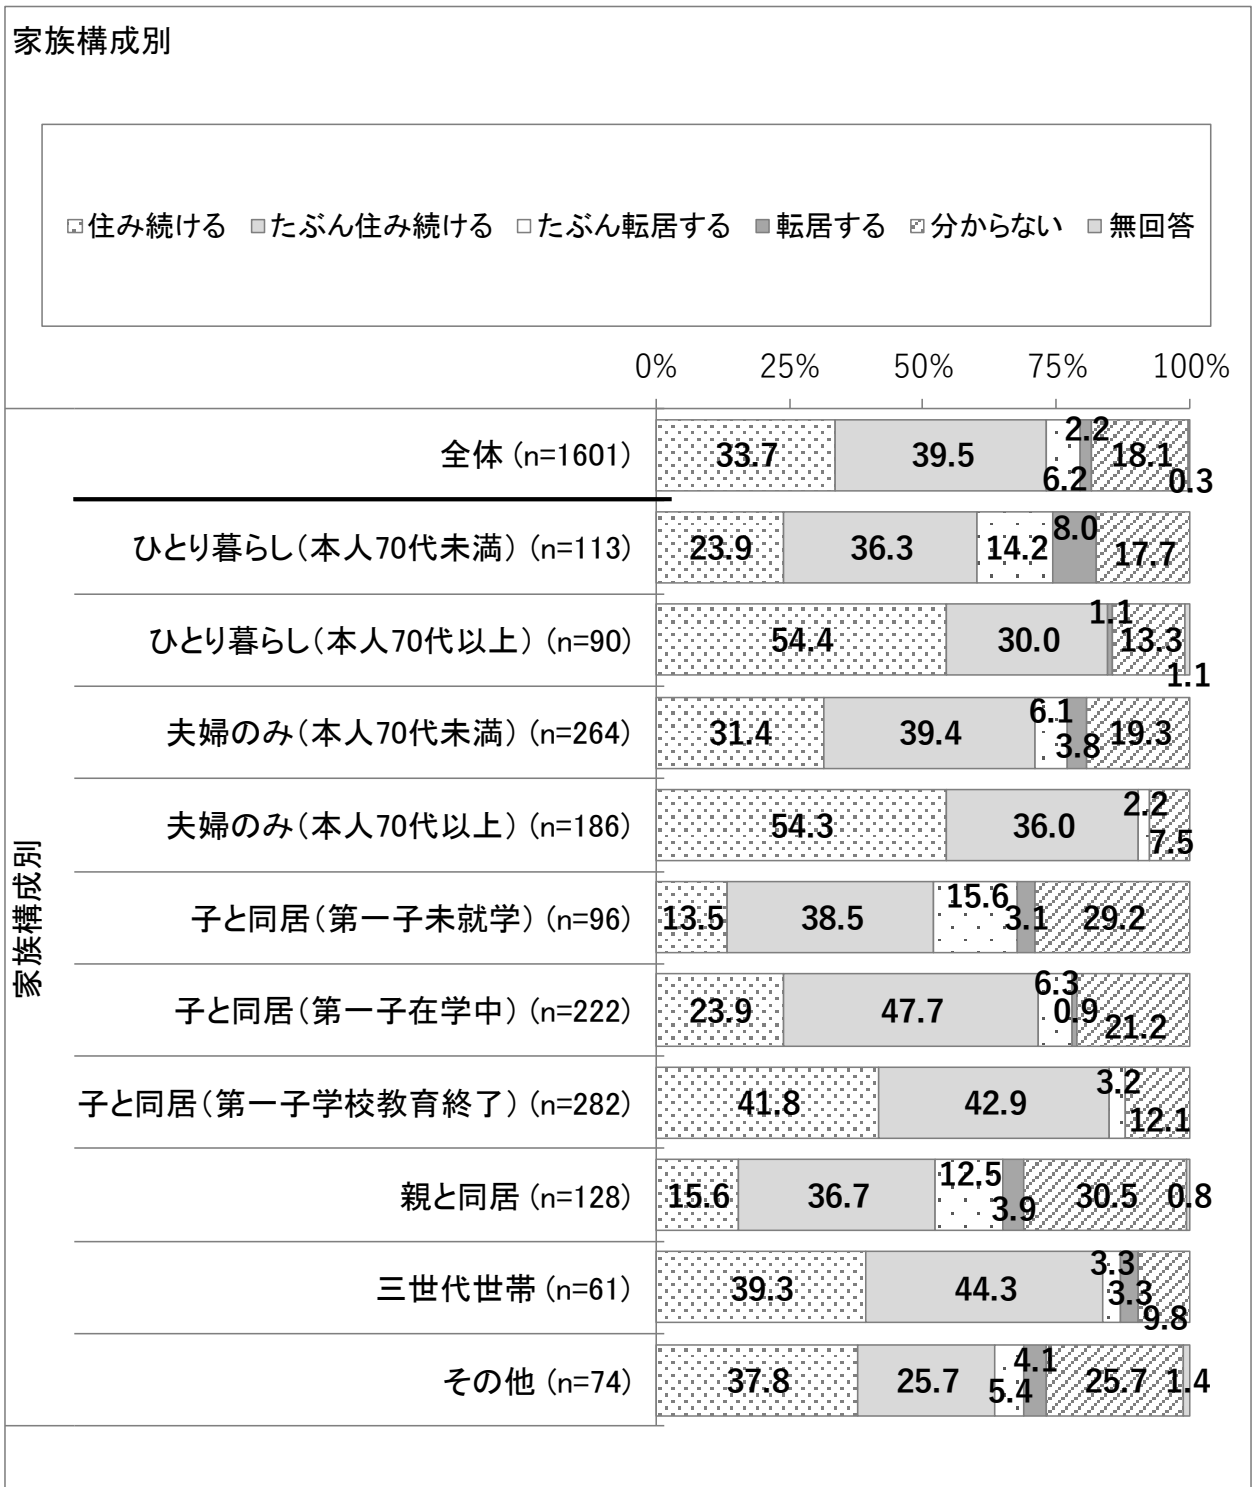 家族構成別
住み続ける たぶん住み続ける たぶん転居する 転居する 分からない 無回答
0% 25% 50% 75% 100%
家族構成別
全体 (n=1601) 33.7 39.5 6.2 2.2 18.1 0.3
ひとり暮らし（本人70代未満） (n=113) 23.9 36.3 14.2 8.0 17.7
ひとり暮らし（本人70代以上） (n=90) 54.4 30.0 1.1 13.3 1.1
夫婦のみ（本人70代未満） (n=264) 31.4 39.4 6.1 3.8 19.3
夫婦のみ（本人70代以上） (n=186) 54.3 36.0 2.2 7.5
子と同居（第一子未就学） (n=96) 13.5 38.5 15.6 3.1 29.2
子と同居（第一子在学中） (n=222) 23.9 47.7 6.3 0.9 21.2
子と同居（第一子学校教育終了） (n=282) 41.8 42.9 3.2 12.1
親と同居 (n=128) 15.6 36.7 12.5 3.9 30.5 0.8
三世代世帯 (n=61) 39.3 44.3 3.3 3.3 9.8
その他 (n=74) 37.8 25.7 5.4 4.1 25.7 1.4